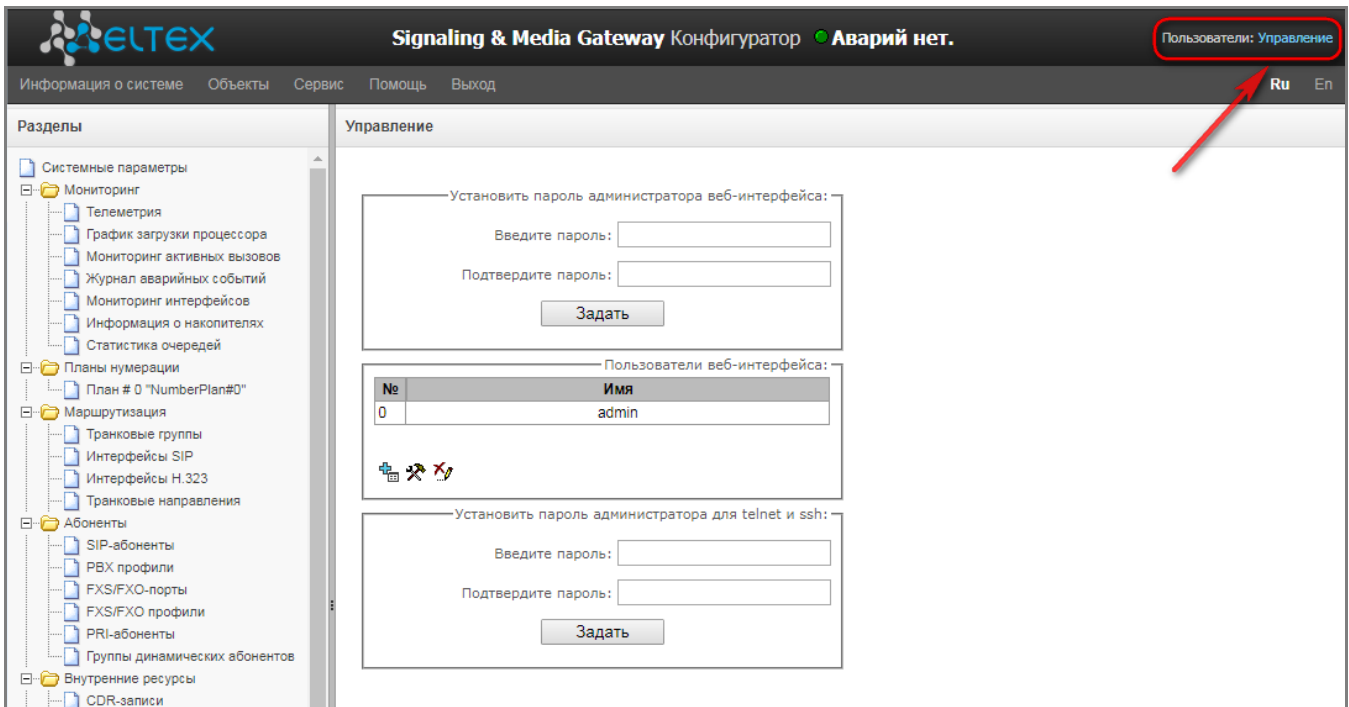 ELTEX
Signaling & Media Gateway Конфигуратор Аварий нет.
Пользователи: Управление
Информация о системе Объекты Сервис Помощь Выход
Ru En
Разделы
Системные параметры
Мониторинг
Телеметрия
График загрузки процессора
Мониторинг активных вызовов
Журнал аварийных событий
Мониторинг интерфейсов
Информация о накопителях
Статистика очередей
Планы нумерации
План # 0 "NumberPlan#0"
Маршрутизация
Транковые группы
Интерфейсы SIP
Интерфейсы H.323
Транковые направления
Абоненты
SIP-абоненты
PBX профили
FXS/FXO-порты
FXS/FXO профили
PRI-абоненты
Группы динамических абонентов
Внутренние ресурсы
CDR-записи
Управление
Установить пароль администратора веб-интерфейса:
Введите пароль:
Подтвердите пароль:
Задать
Пользователи веб-интерфейса:
№ Имя
0 admin
Установить пароль администратора для telnet и ssh:
Введите пароль:
Подтвердите пароль:
Задать